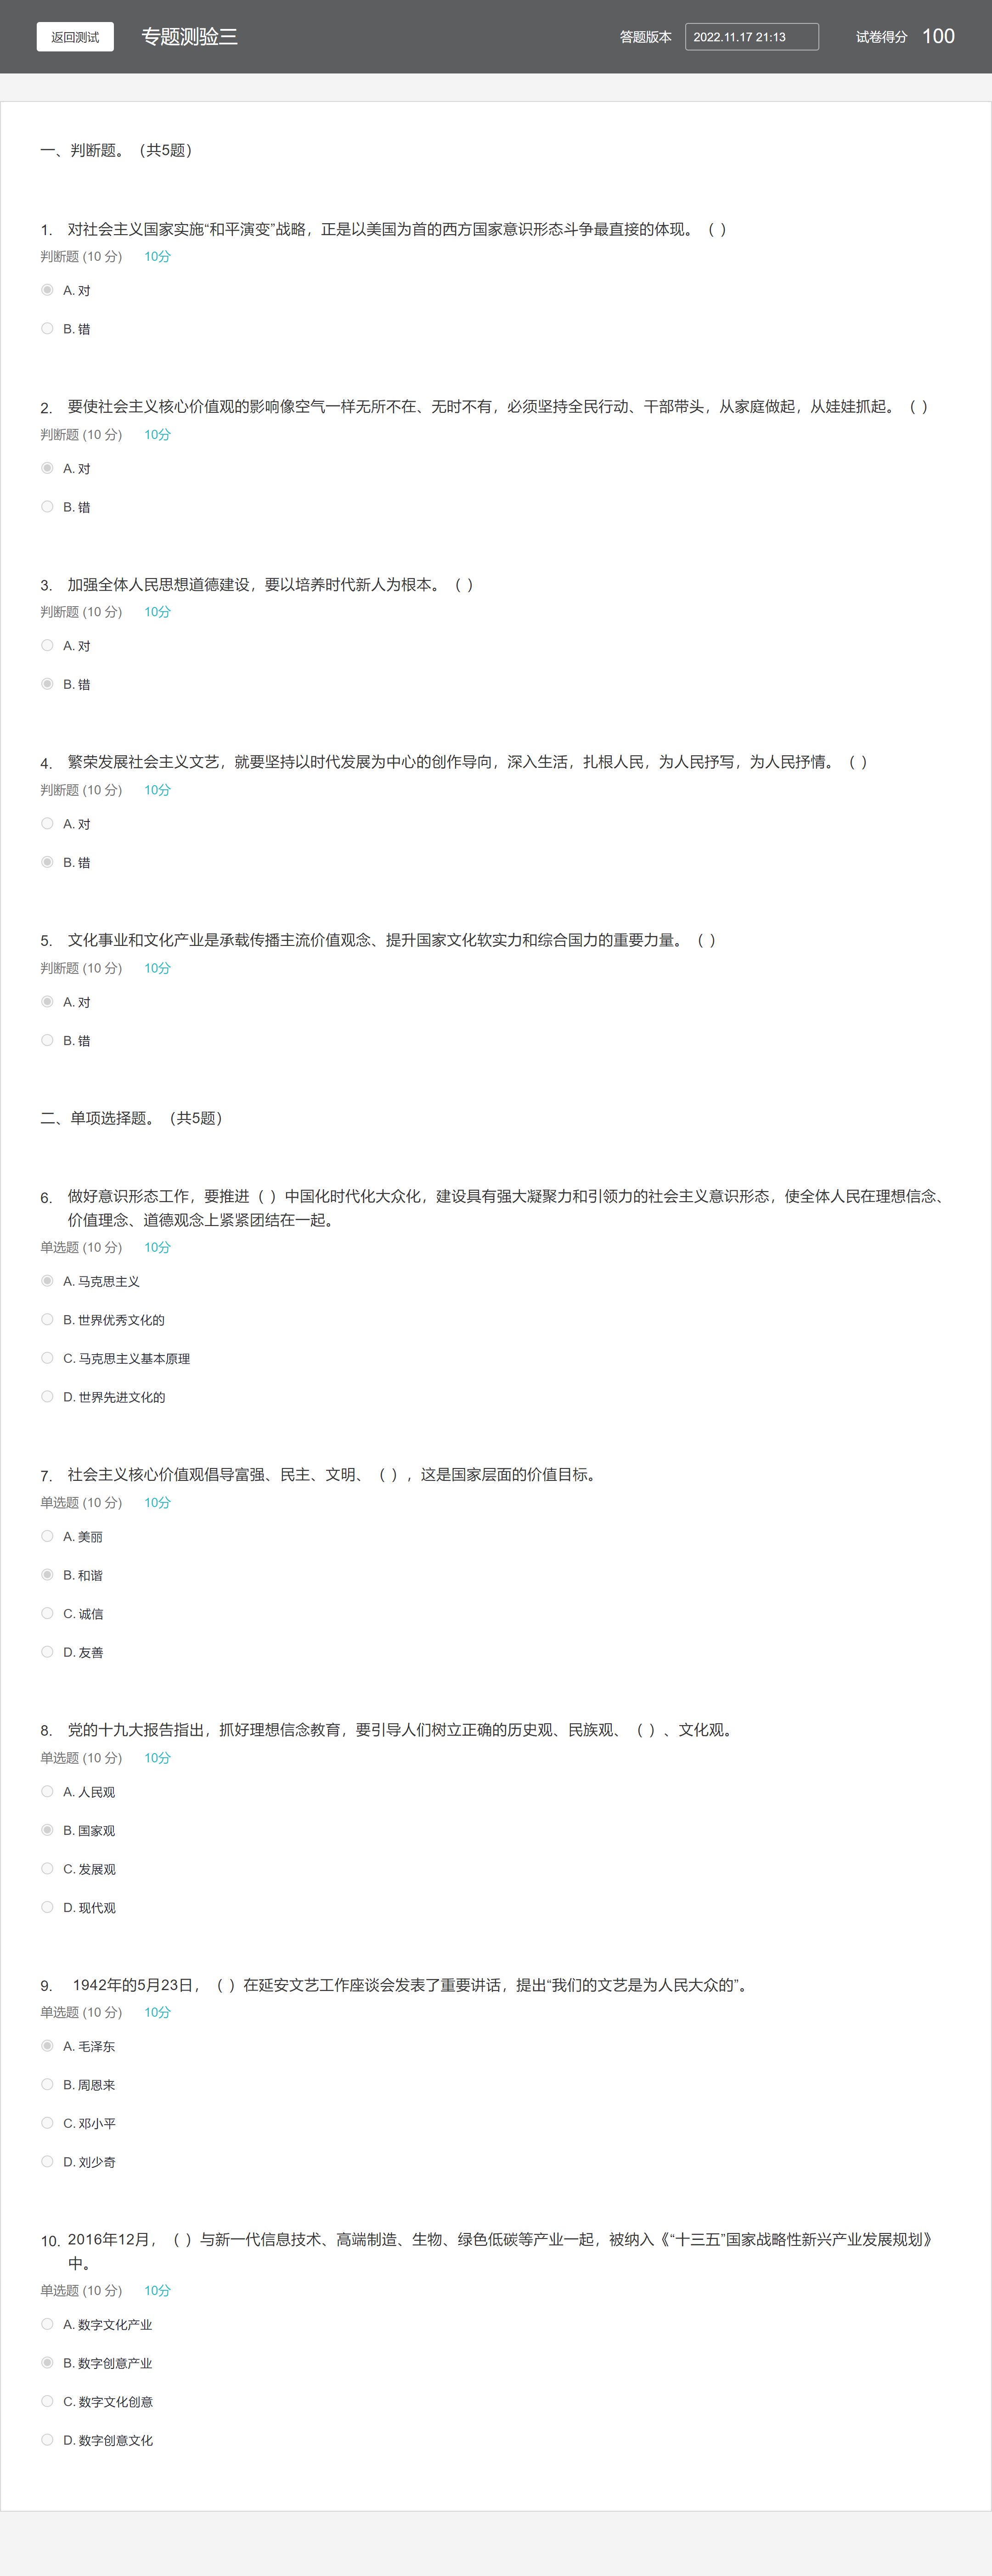 返回测试 专题测验三 答题版本 2022.11.17 21:13 试卷得分 100
一、判断题。（共5题）
1. 对社会主义国家实施“和平演变”战略，正是以美国为首的西方国家意识形态斗争最直接的体现。（ ）
判断题 (10 分) 10分
A. 对
B. 错
2. 要使社会主义核心价值观的影响像空气一样无所不在、无时不有，必须坚持全民行动、干部带头，从家庭做起，从娃娃抓起。（ ）
判断题 (10 分) 10分
A. 对
B. 错
3. 加强全体人民思想道德建设，要以培养时代新人为根本。（ ）
判断题 (10 分) 10分
A. 对
B. 错
4. 繁荣发展社会主义文艺，就要坚持以时代发展为中心的创作导向，深入生活，扎根人民，为人民抒写，为人民抒情。（ ）
判断题 (10 分) 10分
A. 对
B. 错
5. 文化事业和文化产业是承载传播主流价值观念、提升国家文化软实力和综合国力的重要力量。（ ）
判断题 (10 分) 10分
A. 对
B. 错
二、单项选择题。（共5题）
6. 做好意识形态工作，要推进（ ）中国化时代化大众化，建设具有强大凝聚力和引领力的社会主义意识形态，使全体人民在理想信念、
价值理念、道德观念上紧紧团结在一起。
单选题 (10 分) 10分
A. 马克思主义
B. 世界优秀文化的
C. 马克思主义基本原理
D. 世界先进文化的
7. 社会主义核心价值观倡导富强、民主、文明、（ ），这是国家层面的价值目标。
单选题 (10 分) 10分
A. 美丽
B. 和谐
C. 诚信
D. 友善
8. 党的十九大报告指出，抓好理想信念教育，要引导人们树立正确的历史观、民族观、（ ）、文化观。
单选题 (10 分) 10分
A. 人民观
B. 国家观
C. 发展观
D. 现代观
9. 1942年的5月23日，（ ）在延安文艺工作座谈会发表了重要讲话，提出“我们的文艺是为人民大众的”。
单选题 (10 分) 10分
A. 毛泽东
B. 周恩来
C. 邓小平
D. 刘少奇
10. 2016年12月，（ ）与新一代信息技术、高端制造、生物、绿色低碳等产业一起，被纳入《“十三五”国家战略性新兴产业发展规划》
中。
单选题 (10 分) 10分
A. 数字文化产业
B. 数字创意产业
C. 数字文化创意
D. 数字创意文化